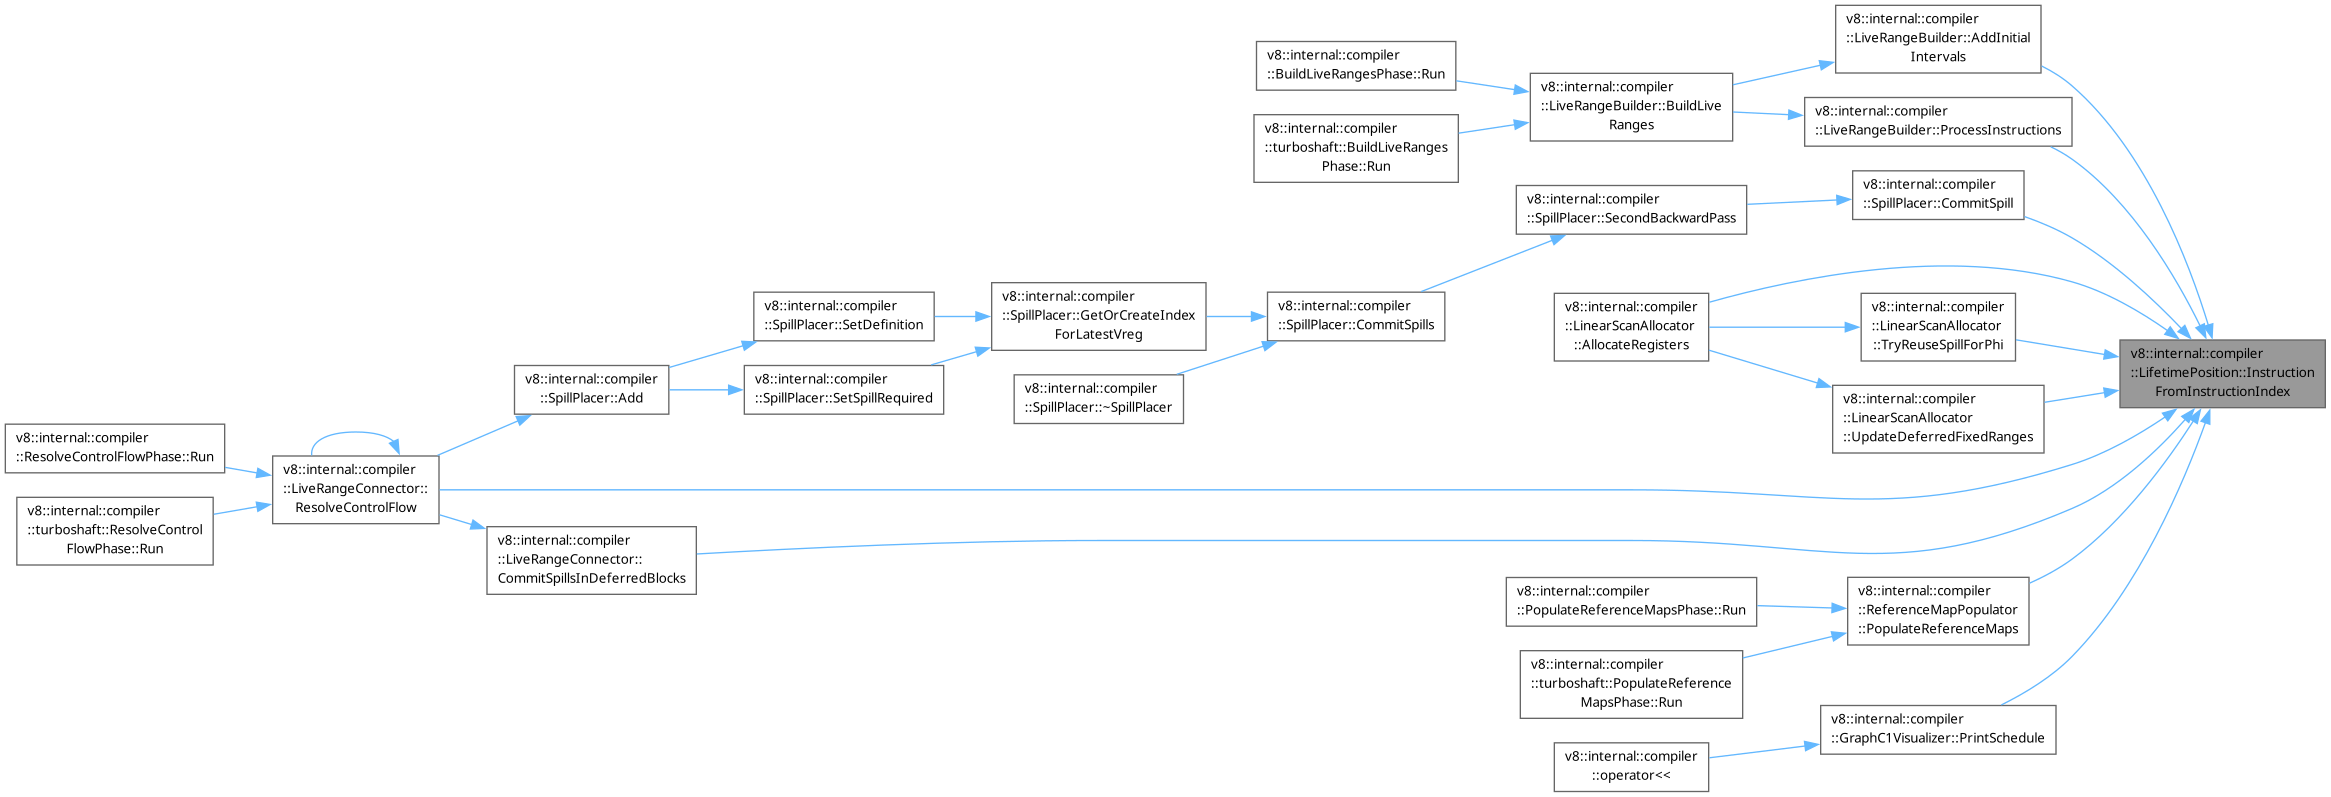 v8::internal::compiler
::LiveRangeBuilder::AddInitial
Intervals
v8::internal::compiler
::BuildLiveRangesPhase::Run
v8::internal::compiler
::LiveRangeBuilder::BuildLive
Ranges
v8::internal::compiler
::LiveRangeBuilder::ProcessInstructions
v8::internal::compiler
::turboshaft::BuildLiveRanges
Phase::Run
v8::internal::compiler
::SpillPlacer::SecondBackwardPass
v8::internal::compiler
::SpillPlacer::CommitSpill
v8::internal::compiler
::SpillPlacer::SetDefinition
v8::internal::compiler
::SpillPlacer::GetOrCreateIndex
ForLatestVreg
v8::internal::compiler
::SpillPlacer::CommitSpills
v8::internal::compiler
::LinearScanAllocator
::AllocateRegisters
v8::internal::compiler
::LinearScanAllocator
::TryReuseSpillForPhi
v8::internal::compiler
::LifetimePosition::Instruction
FromInstructionIndex
v8::internal::compiler
::SpillPlacer::Add
v8::internal::compiler
::SpillPlacer::SetSpillRequired
v8::internal::compiler
::SpillPlacer::~SpillPlacer
v8::internal::compiler
::LinearScanAllocator
::UpdateDeferredFixedRanges
v8::internal::compiler
::ResolveControlFlowPhase::Run
v8::internal::compiler
::LiveRangeConnector::
ResolveControlFlow
v8::internal::compiler
::turboshaft::ResolveControl
FlowPhase::Run
v8::internal::compiler
::LiveRangeConnector::
CommitSpillsInDeferredBlocks
v8::internal::compiler
::PopulateReferenceMapsPhase::Run
v8::internal::compiler
::ReferenceMapPopulator
::PopulateReferenceMaps
v8::internal::compiler
::turboshaft::PopulateReference
MapsPhase::Run
v8::internal::compiler
::GraphC1Visualizer::PrintSchedule
v8::internal::compiler
::operator<<